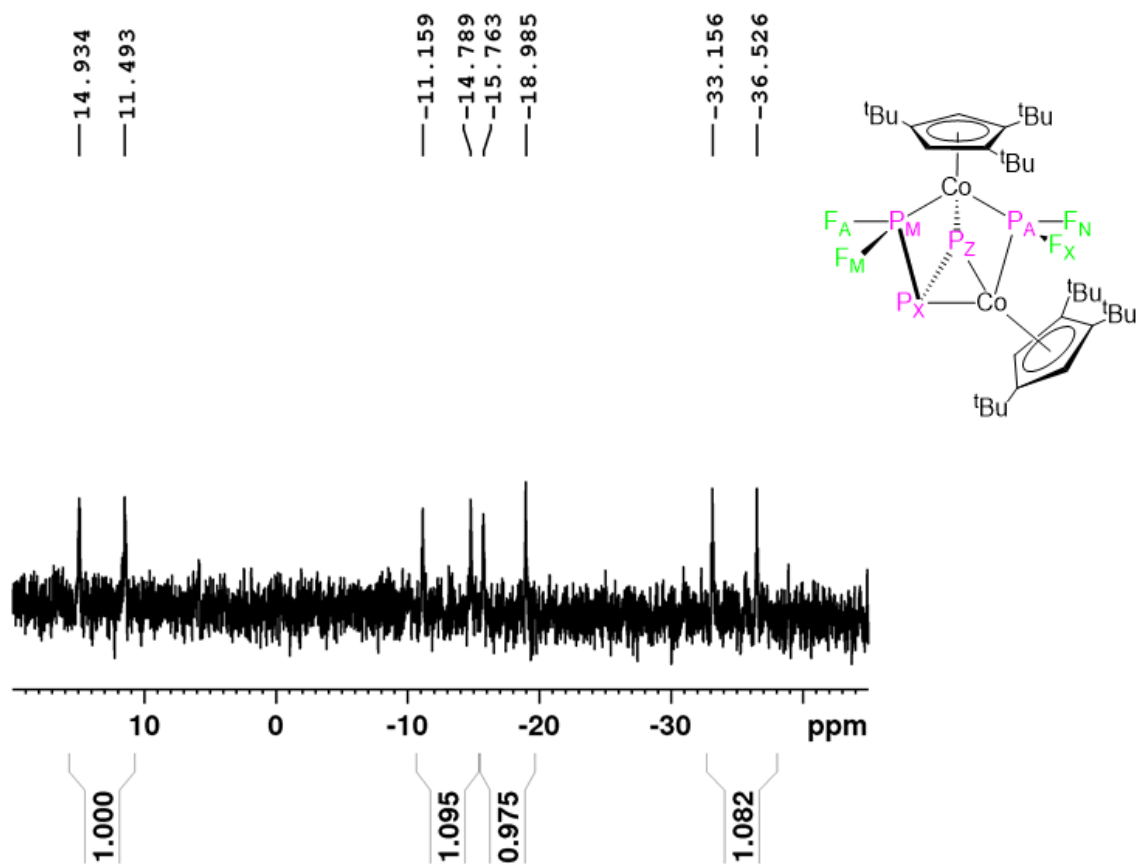 14.934
11.493
-11.159
-14.789
-15.763
-18.985
-33.156
-36.526
tBu
tBu
tBu
Co
FA
PM
PA
FN
FM
PZ
FX
PX
Co
tBu
tBu
tBu
10
0
-10
-20
-30
ppm
1.000
1.095
0.975
1.082